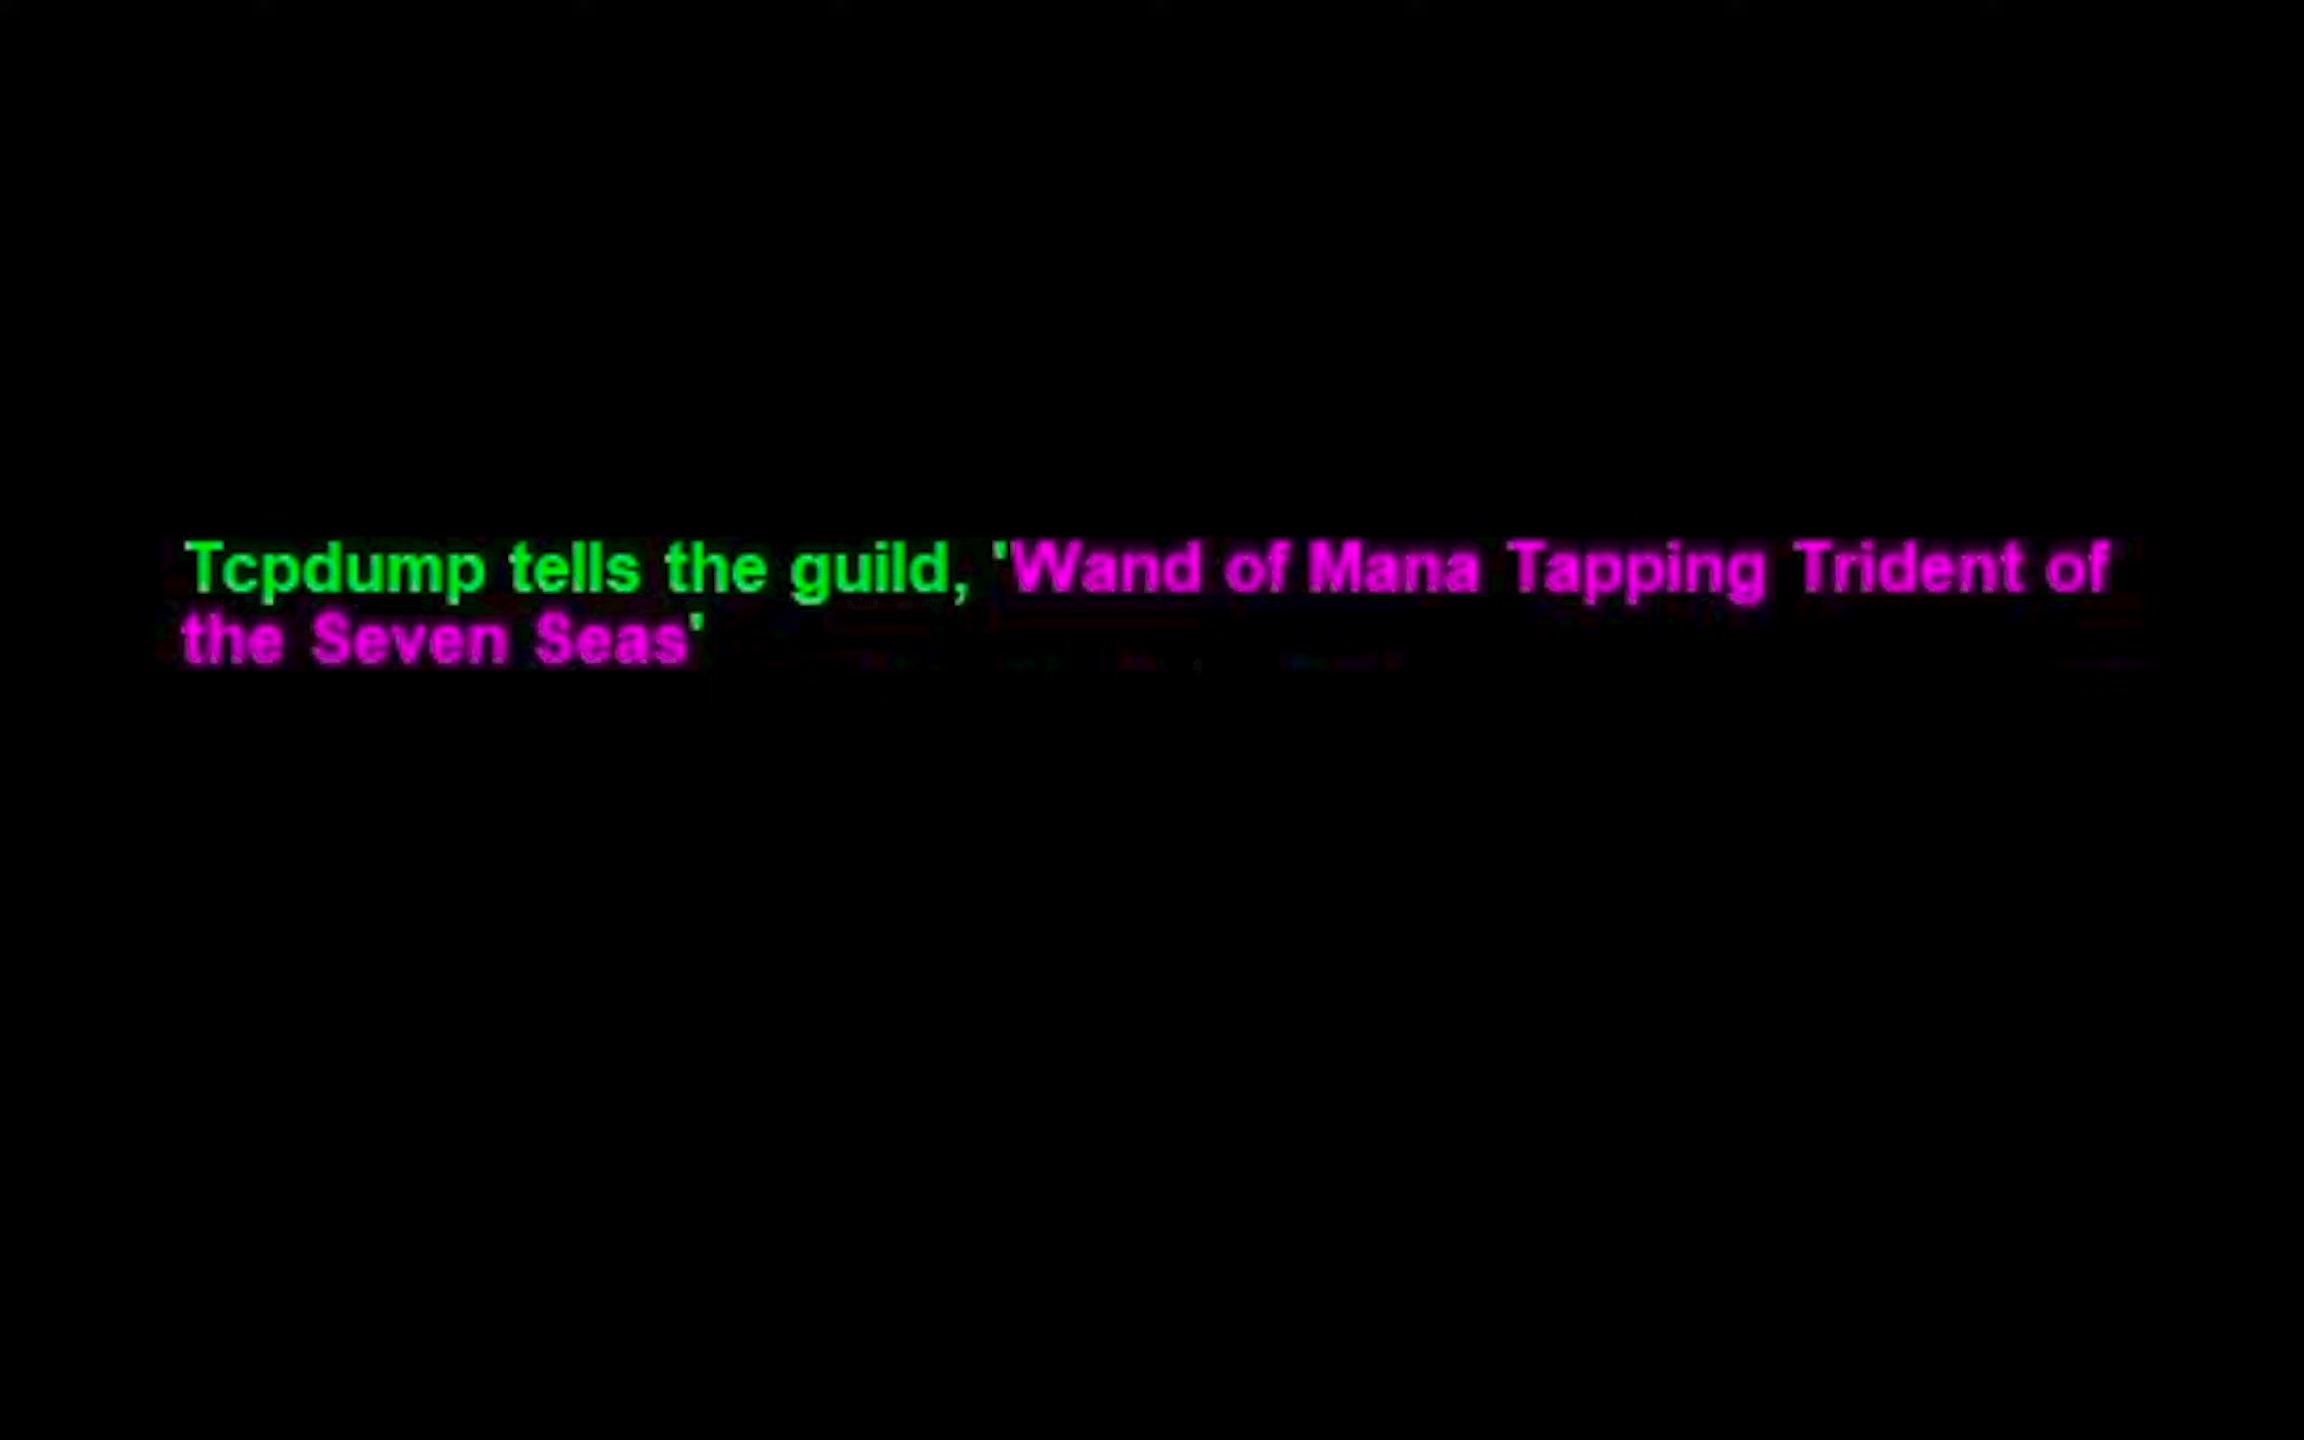 Tcpdump tells the guild, 'Wand of Mana Tapping Trident of
the Seven Seas'